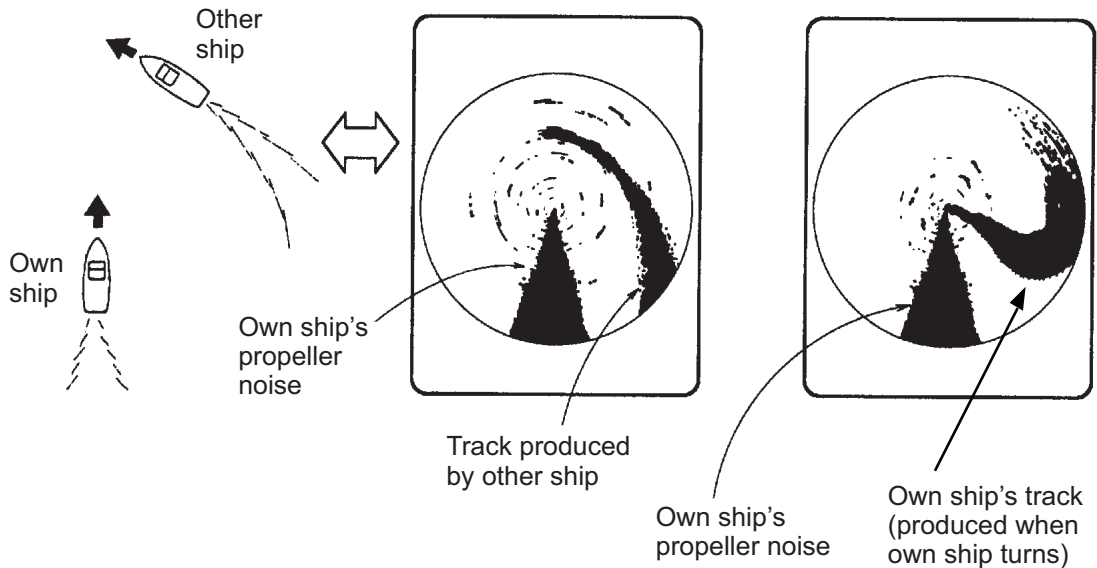 Other
ship
Own
ship
Own ship's
propeller
noise
Track produced
by other ship
Own ship's
propeller noise
Own ship's track
(produced when
own ship turns)